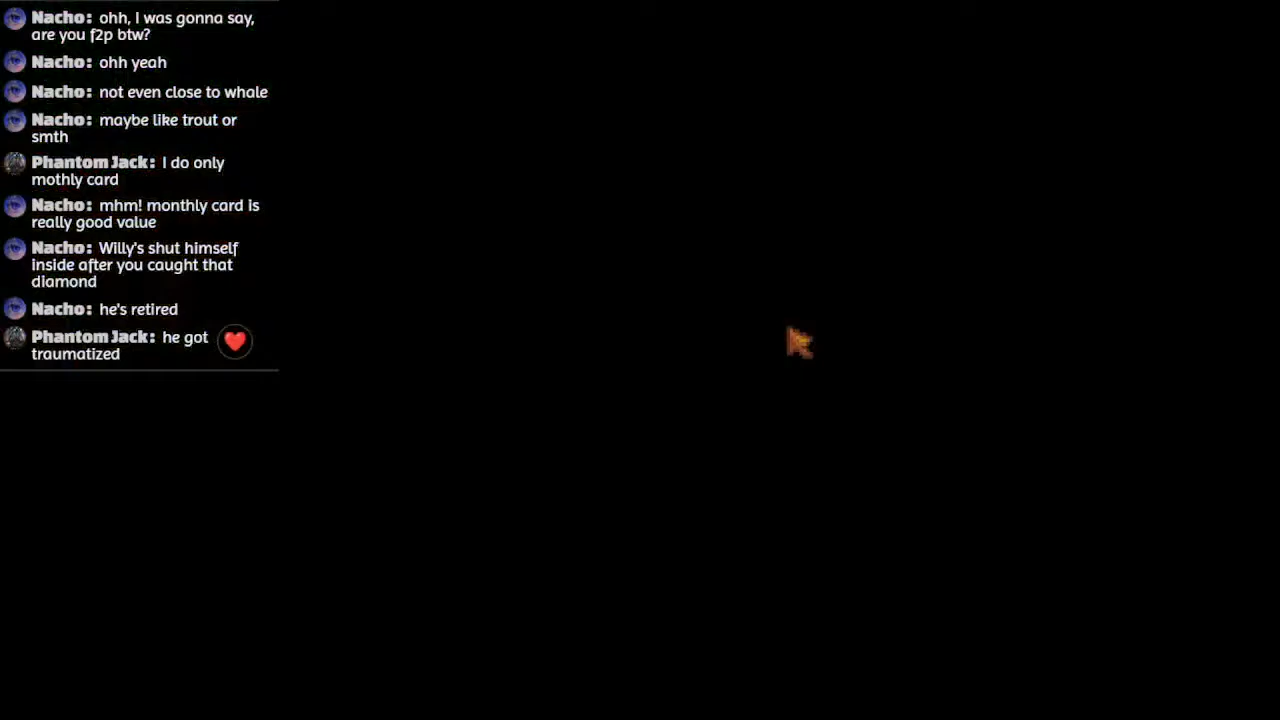 Nacho: ohh, I was gonna say,
are you f2p btw?
Nacho: ohh yeah
Nacho: not even close to whale
Nacho: maybe like trout or
smth
Phantom Jack: I do only
mothly card
Nacho: mhm! monthly card is
really good value
Nacho: Willy's shut himself
inside after you caught that
diamond
Nacho: he's retired
Phantom Jack: he got
traumatized